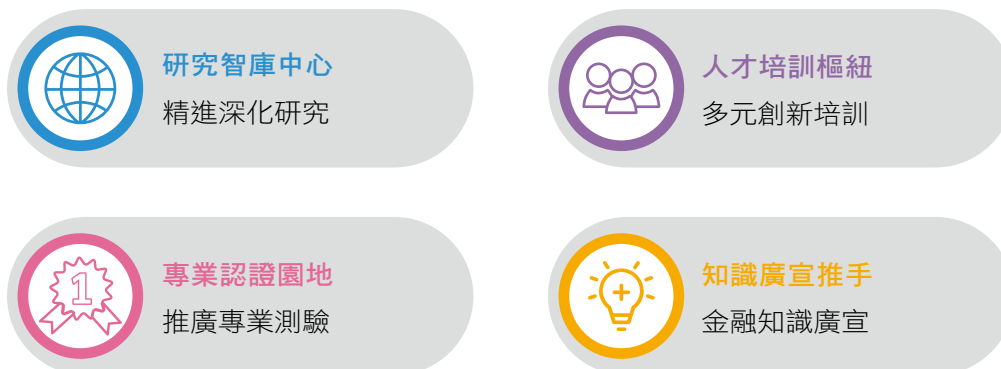 研究智庫中心
精進深化研究
人才培訓樞紐
多元創新培訓
1
專業認證園地
推廣專業測驗
知識廣宣推手
金融知識廣宣